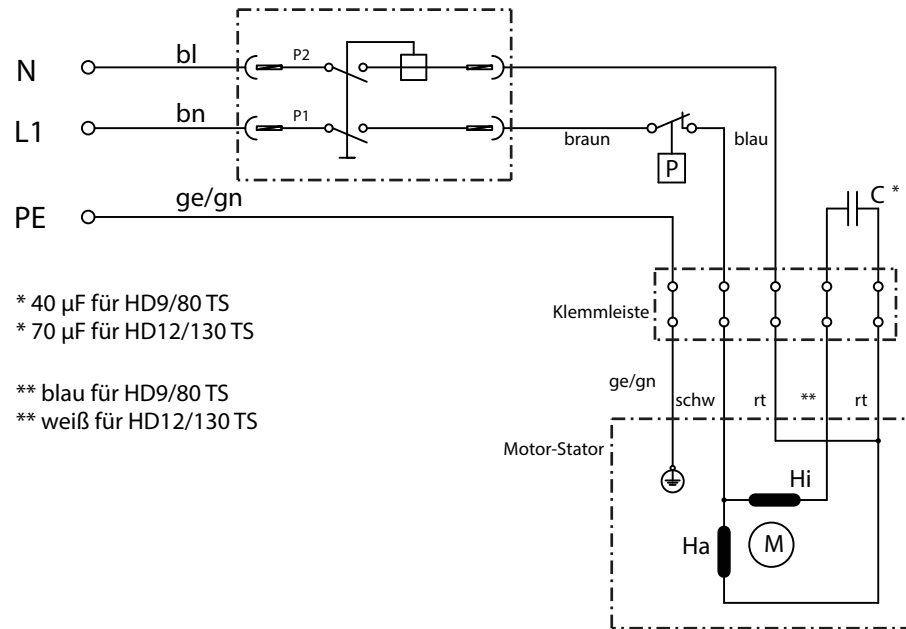 N
bl
P2
L1
bn
P1
braun
P
blau
PE
ge/gn
C *
* 40 µF für HD9/80 TS
* 70 µF für HD12/130 TS
Klemmleiste
** blau für HD9/80 TS
** weiß für HD12/130 TS
ge/gn
schw
rt
**
rt
Motor-Stator
Hi
Ha
M